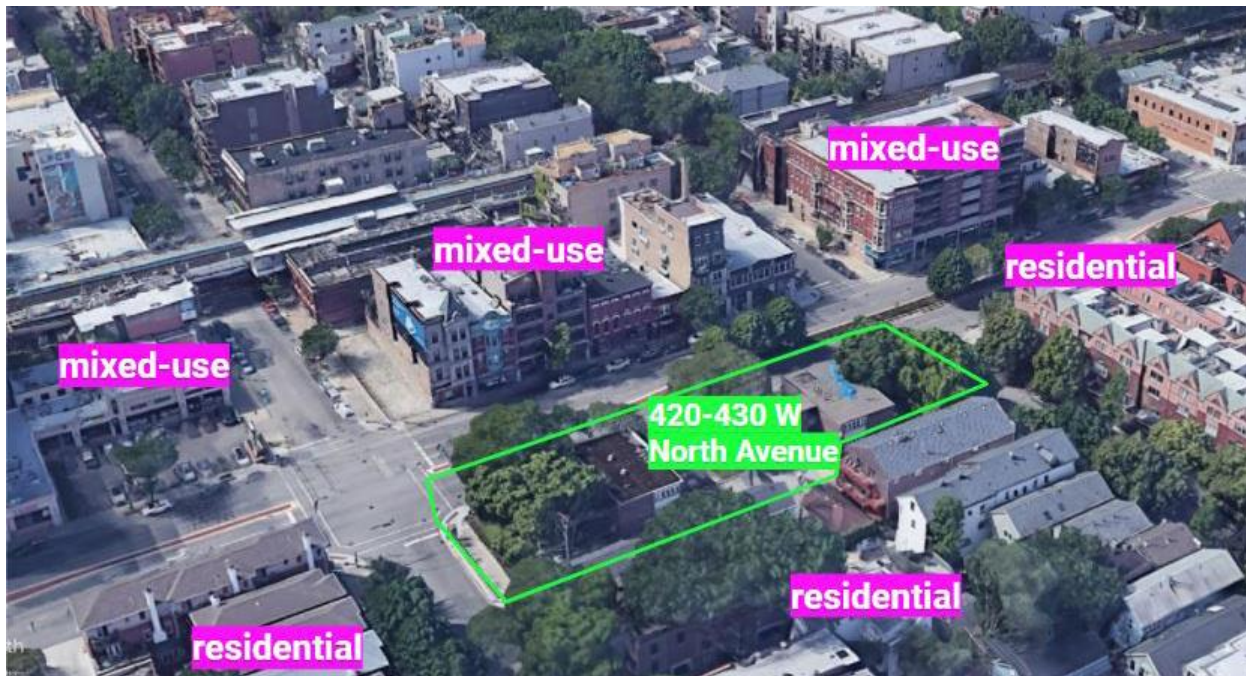 mixed-use
mixed-use
residential
mixed-use
420-430 W
North Avenue
residential
residential